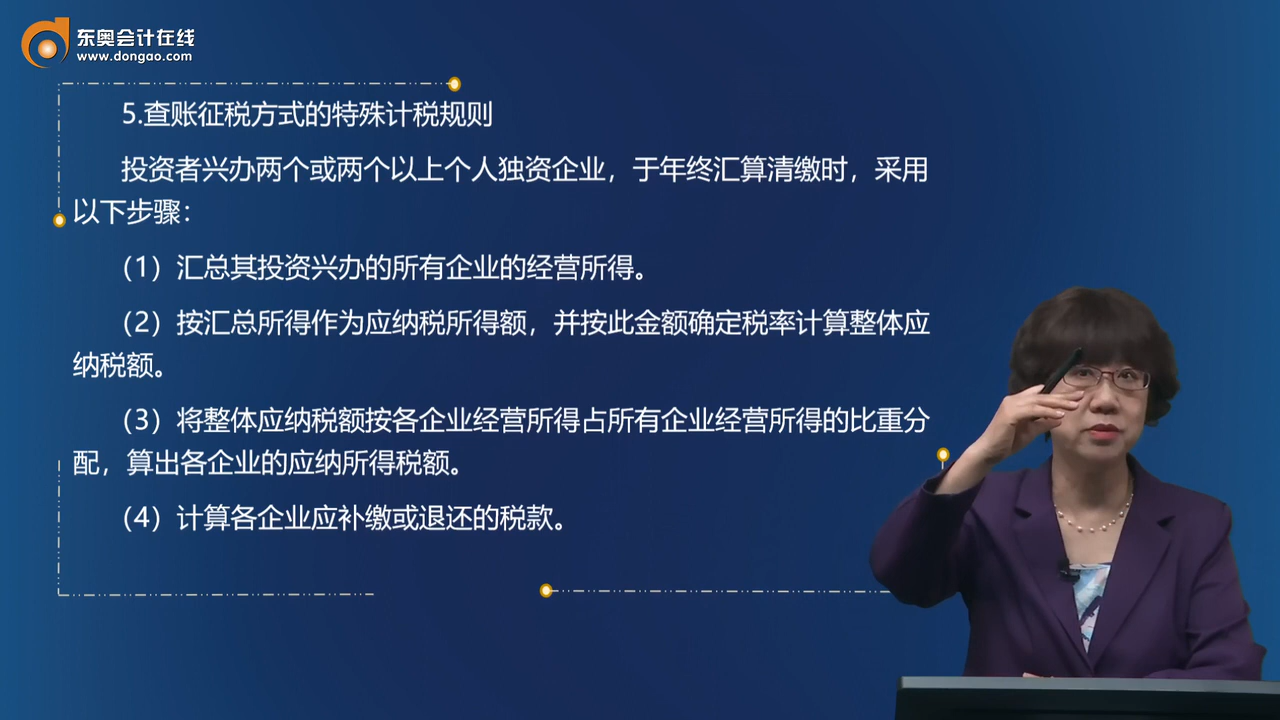 东奥会计在线
www.dongao.com
5.查账征税方式的特殊计税规则
投资者兴办两个或两个以上个人独资企业，于年终汇算清缴时，采用
以下步骤：
（1）汇总其投资兴办的所有企业的经营所得。
（2）按汇总所得作为应纳税所得额，并按此金额确定税率计算整体应
纳税额。
（3）将整体应纳税额按各企业经营所得占所有企业经营所得的比重分
配，算出各企业的应纳所得税额。
（4）计算各企业应补缴或退还的税款。